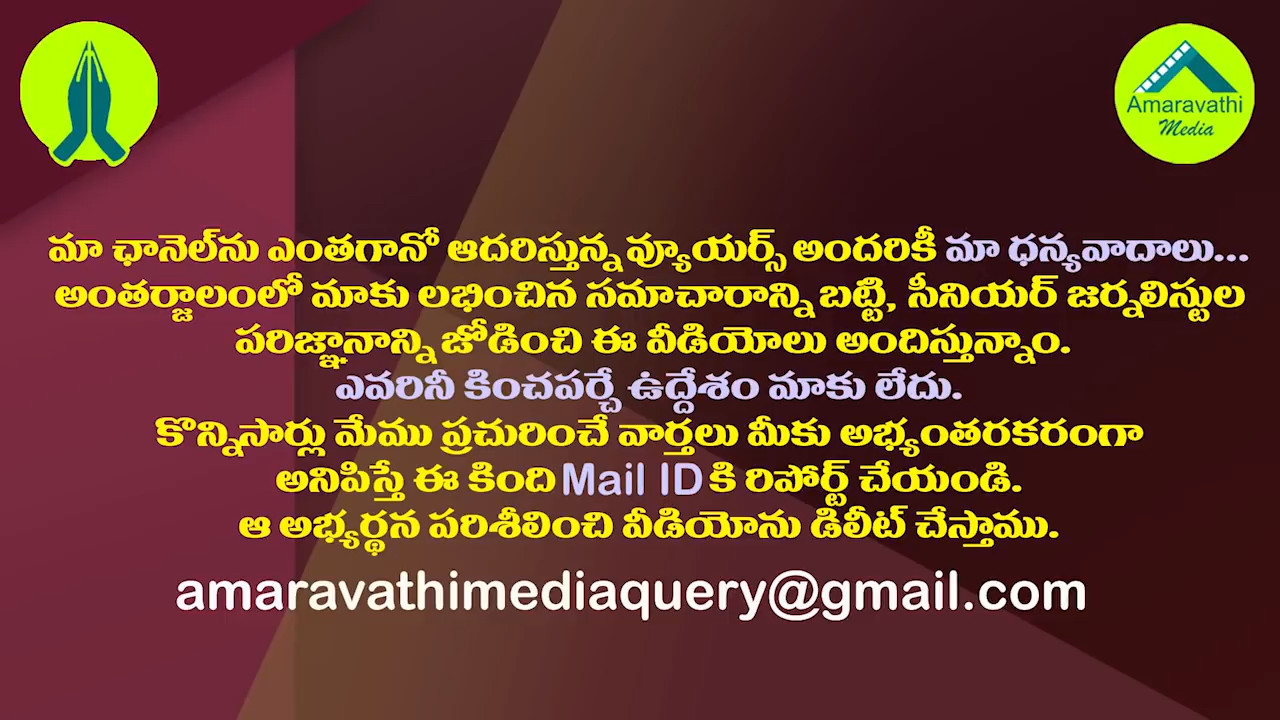 Amaravathi
Media
మా ఛానెల్‌ను ఎంతగానో ఆదరిస్తున్న వ్యూయర్స్ అందరికీ మా ధన్యవాదాలు...
అంతర్జాలంలో మాకు లభించిన సమాచారాన్ని బట్టి, సీనియర్ జర్నలిస్టుల
పరిజ్ఞానాన్ని జోడించి ఈ వీడియోలు అందిస్తున్నాం.
ఎవరినీ కించపర్చే ఉద్దేశం మాకు లేదు.
కొన్నిసార్లు మేము ప్రచురించే వార్తలు మీకు అభ్యంతరకరంగా
అనిపిస్తే ఈ కింది Mail ID కి రిపోర్ట్ చేయండి.
ఆ అభ్యర్థన పరిశీలించి వీడియోను డిలీట్ చేస్తాము.
amaravathimediaquery@gmail.com